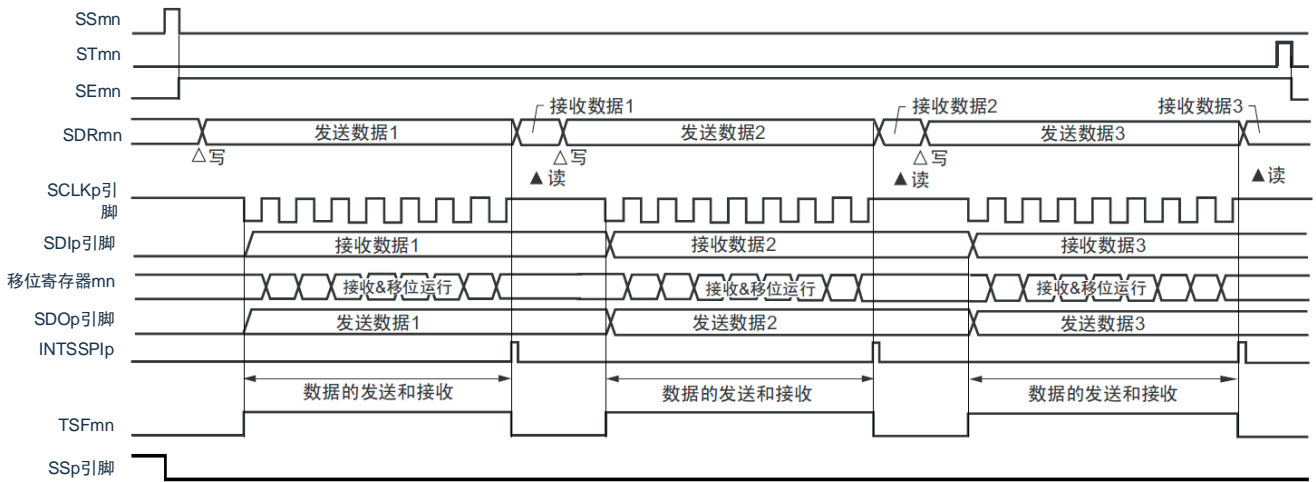 SSmn
STmn
SEmn
接收数据1 接收数据2 接收数据3
SDRmn 发送数据1 发送数据2 发送数据3
△写 △写 △写
▲读 ▲读 ▲读
SCLKp引
脚
SDIp引脚 接收数据1 接收数据2 接收数据3
移位寄存器mn 接收&移位运行 接收&移位运行 接收&移位运行
SDOp引脚 发送数据1 发送数据2 发送数据3
INTSSPIp
数据的发送和接收 数据的发送和接收 数据的发送和接收
TSFmn
SSp引脚